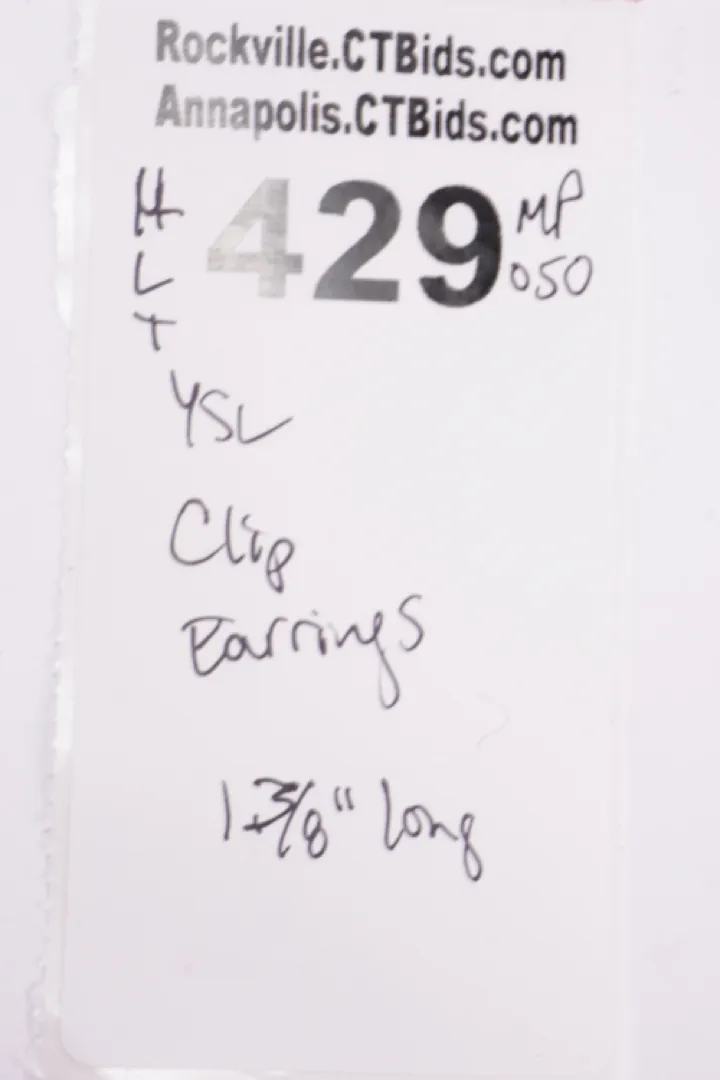 Rockville.CTBids.com
Annapolis.CTBids.com
H 429 MP
L 050
T
YSL
Clip
Earrings
1 3/8" long